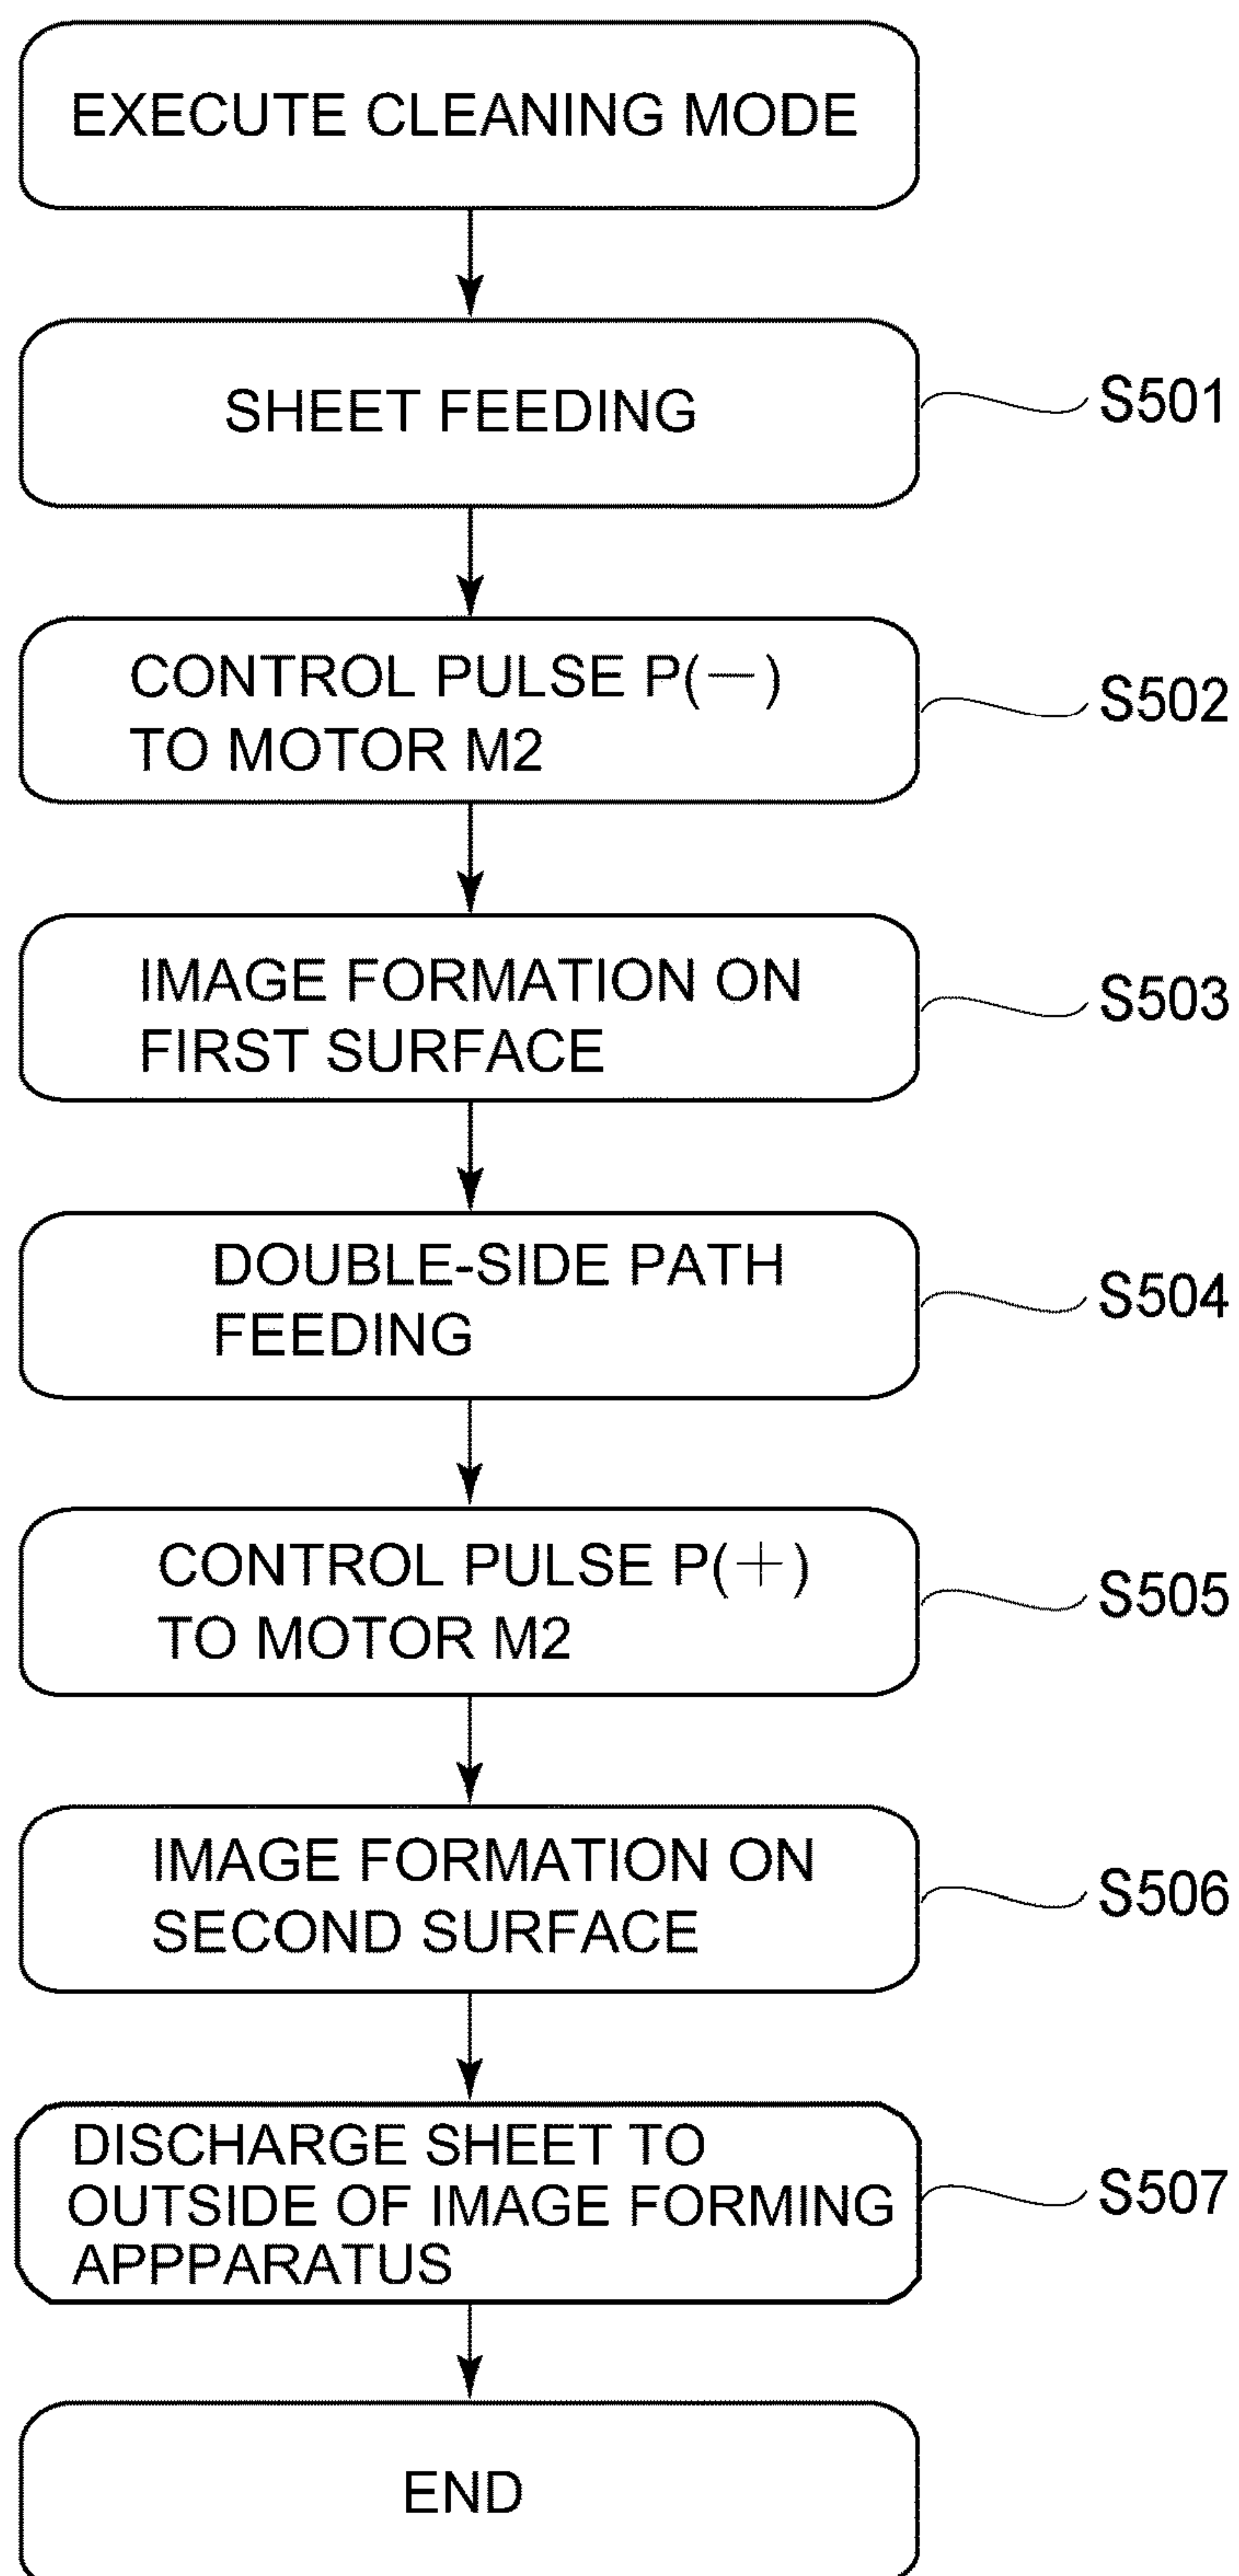 EXECUTE CLEANING MODE
SHEET FEEDING
S501
CONTROL PULSE P(—)
TO MOTOR M2
S502
IMAGE FORMATION ON
FIRST SURFACE
S503
DOUBLE-SIDE PATH
FEEDING
S504
CONTROL PULSE P(+)
TO MOTOR M2
S505
IMAGE FORMATION ON
SECOND SURFACE
S506
DISCHARGE SHEET TO
OUTSIDE OF IMAGE FORMING
APPPARATUS
S507
END